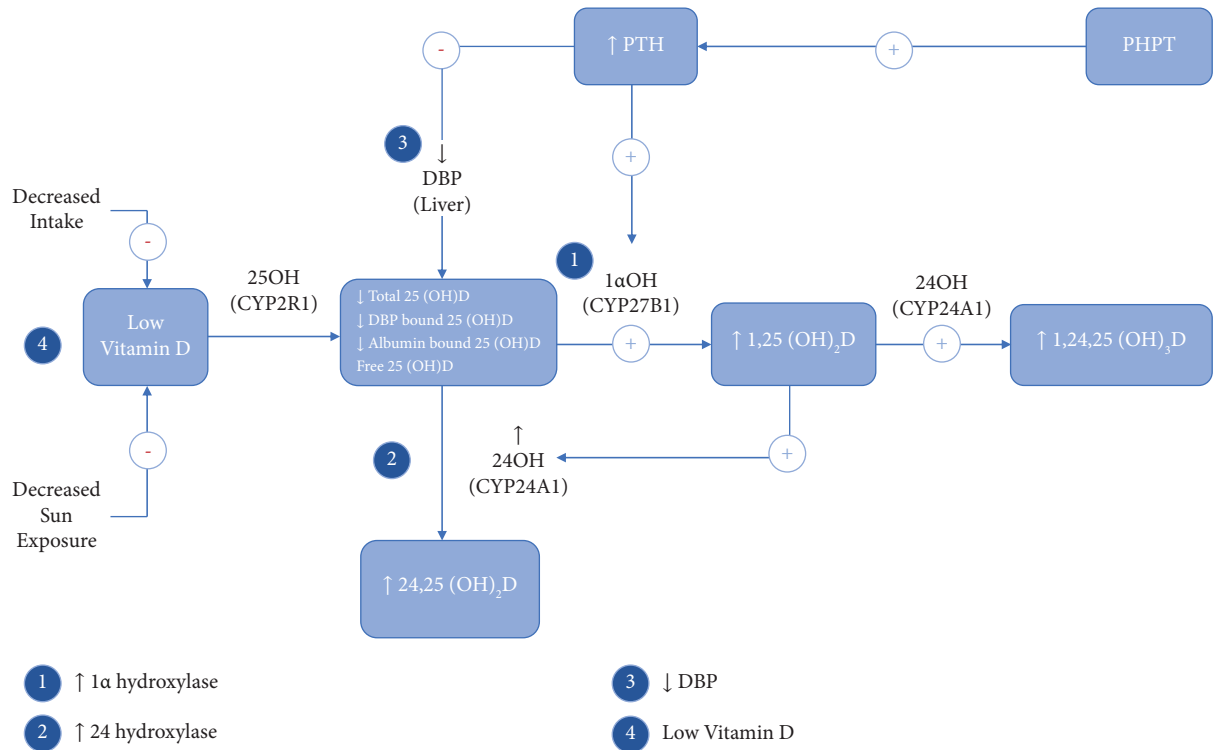 ↑ PTH
PHPT
+
-
3
↓
DBP
(Liver)
+
Decreased
Intake
-
25OH
(CYP2R1)
1
1αOH
(CYP27B1)
24OH
(CYP24A1)
4
Low
Vitamin D
↓ Total 25 (OH)D
↓ DBP bound 25 (OH)D
↓ Albumin bound 25 (OH)D
Free 25 (OH)D
+
↑ 1,25 (OH)₂D
+
↑ 1,24,25 (OH)₃D
-
Decreased
Sun
Exposure
2
↑
24OH
(CYP24A1)
+
↑ 24,25 (OH)₂D
1 ↑ 1α hydroxylase
2 ↑ 24 hydroxylase
3 ↓ DBP
4 Low Vitamin D